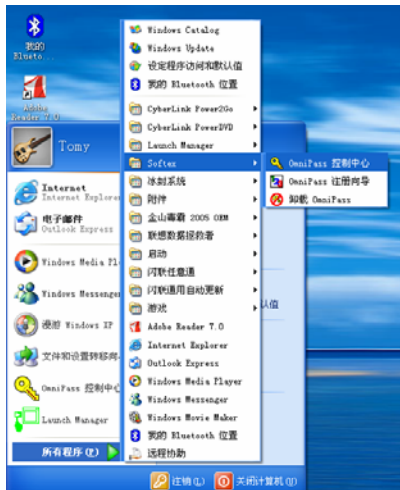 我的
Blueto...
Adobe
Reader 7.0
Tomy
Internet
Internet Explorer
电子邮件
Outlook Express
Windows Media Pl
Windows Messenger
漫游 Windows XP
文件和设置转移向
OmniPass 控制中心
Launch Manager
所有程序(P)
Windows Catalog
Windows Update
设定程序访问和默认值
我的 Bluetooth 位置
CyberLink Power2Go
CyberLink PowerDVD
Launch Manager
Softex
冰刻系统
附件
金山毒霸 2005 OEM
联想数据拯救者
启动
闪联任意通
闪联通用自动更新
游戏
Adobe Reader 7.0
Internet Explorer
Outlook Express
Windows Media Player
Windows Messenger
Windows Movie Maker
我的 Bluetooth 位置
远程协助
OmniPass 控制中心
OmniPass 注册向导
卸载 OmniPass
认值
注销(L)
关闭计算机(U)